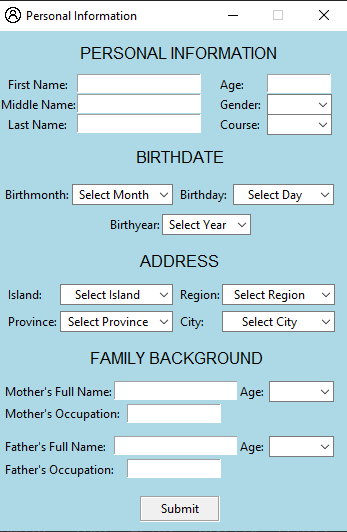 Personal Information
PERSONAL INFORMATION
First Name: Age:
Middle Name: Gender:
Last Name: Course:
BIRTHDATE
Birthmonth: Select Month Birthday: Select Day
Birthyear: Select Year
ADDRESS
Island: Select Island Region: Select Region
Province: Select Province City: Select City
FAMILY BACKGROUND
Mother's Full Name: Age:
Mother's Occupation:
Father's Full Name: Age:
Father's Occupation:
Submit